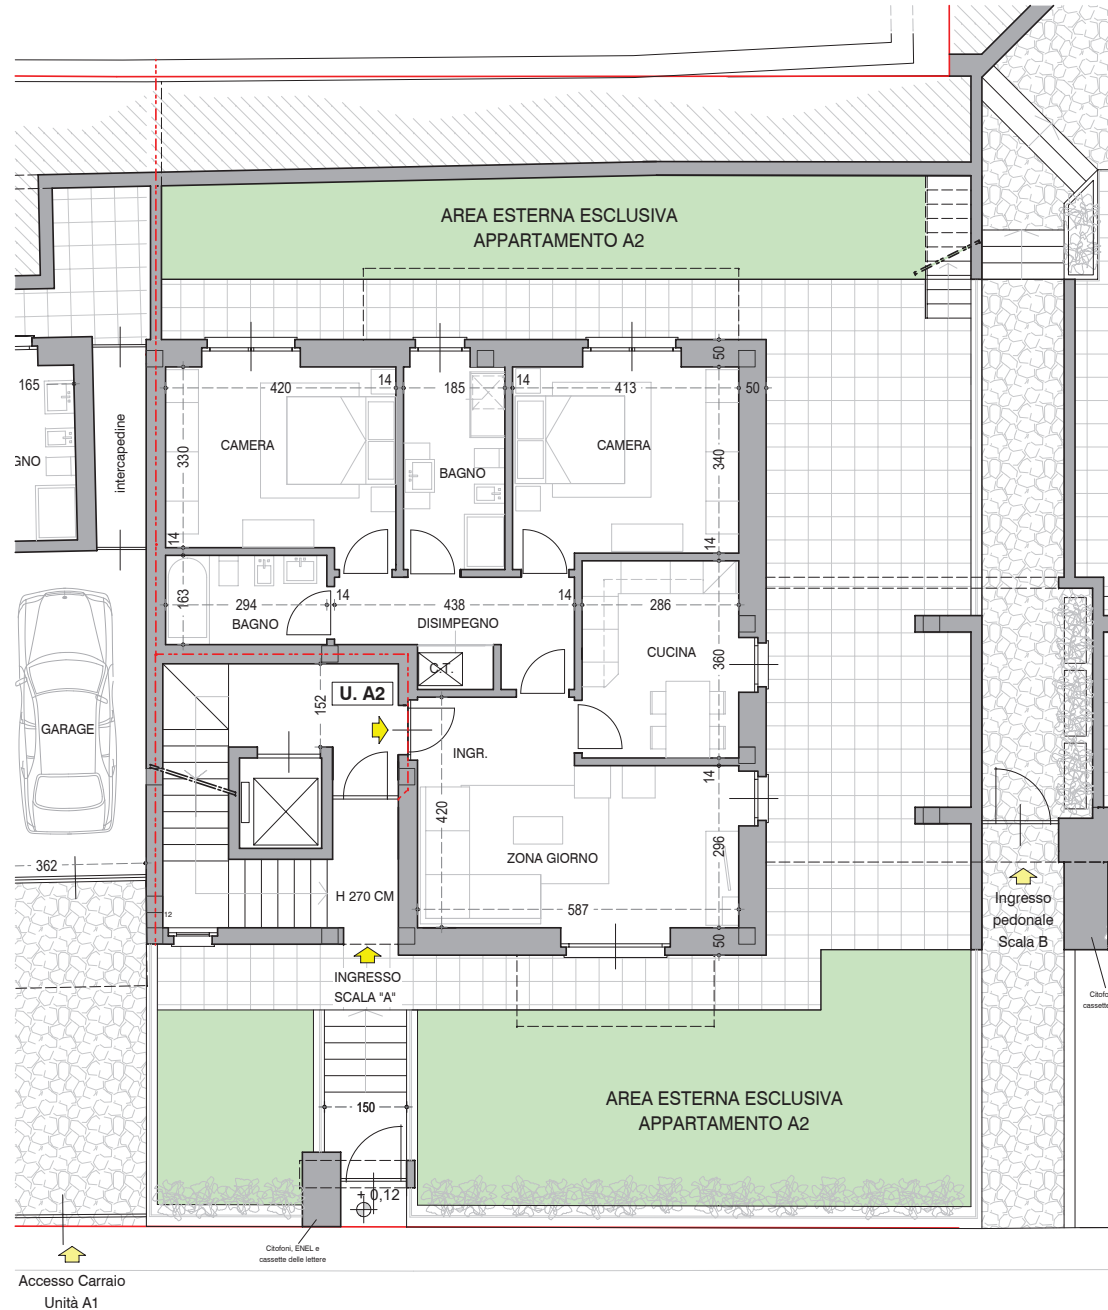 AREA ESTERNA ESCLUSIVA
APPARTAMENTO A2
50
165
420
14
185
14
413
50
CAMERA
BAGNO
CAMERA
330
340
GNO
intercapedine
14
14
163
294
14
438
14
286
BAGNO
DISIMPEGNO
CUCINA
360
C.T.
152
U. A2
GARAGE
INGR.
14
420
296
ZONA GIORNO
362
H 270 CM
587
12
50
Ingresso
pedonale
Scala B
INGRESSO
SCALA "A"
Citofo
cassette
150
AREA ESTERNA ESCLUSIVA
APPARTAMENTO A2
+ 0,12
Citofoni, ENEL e
cassette delle lettere
Accesso Carraio
Unità A1